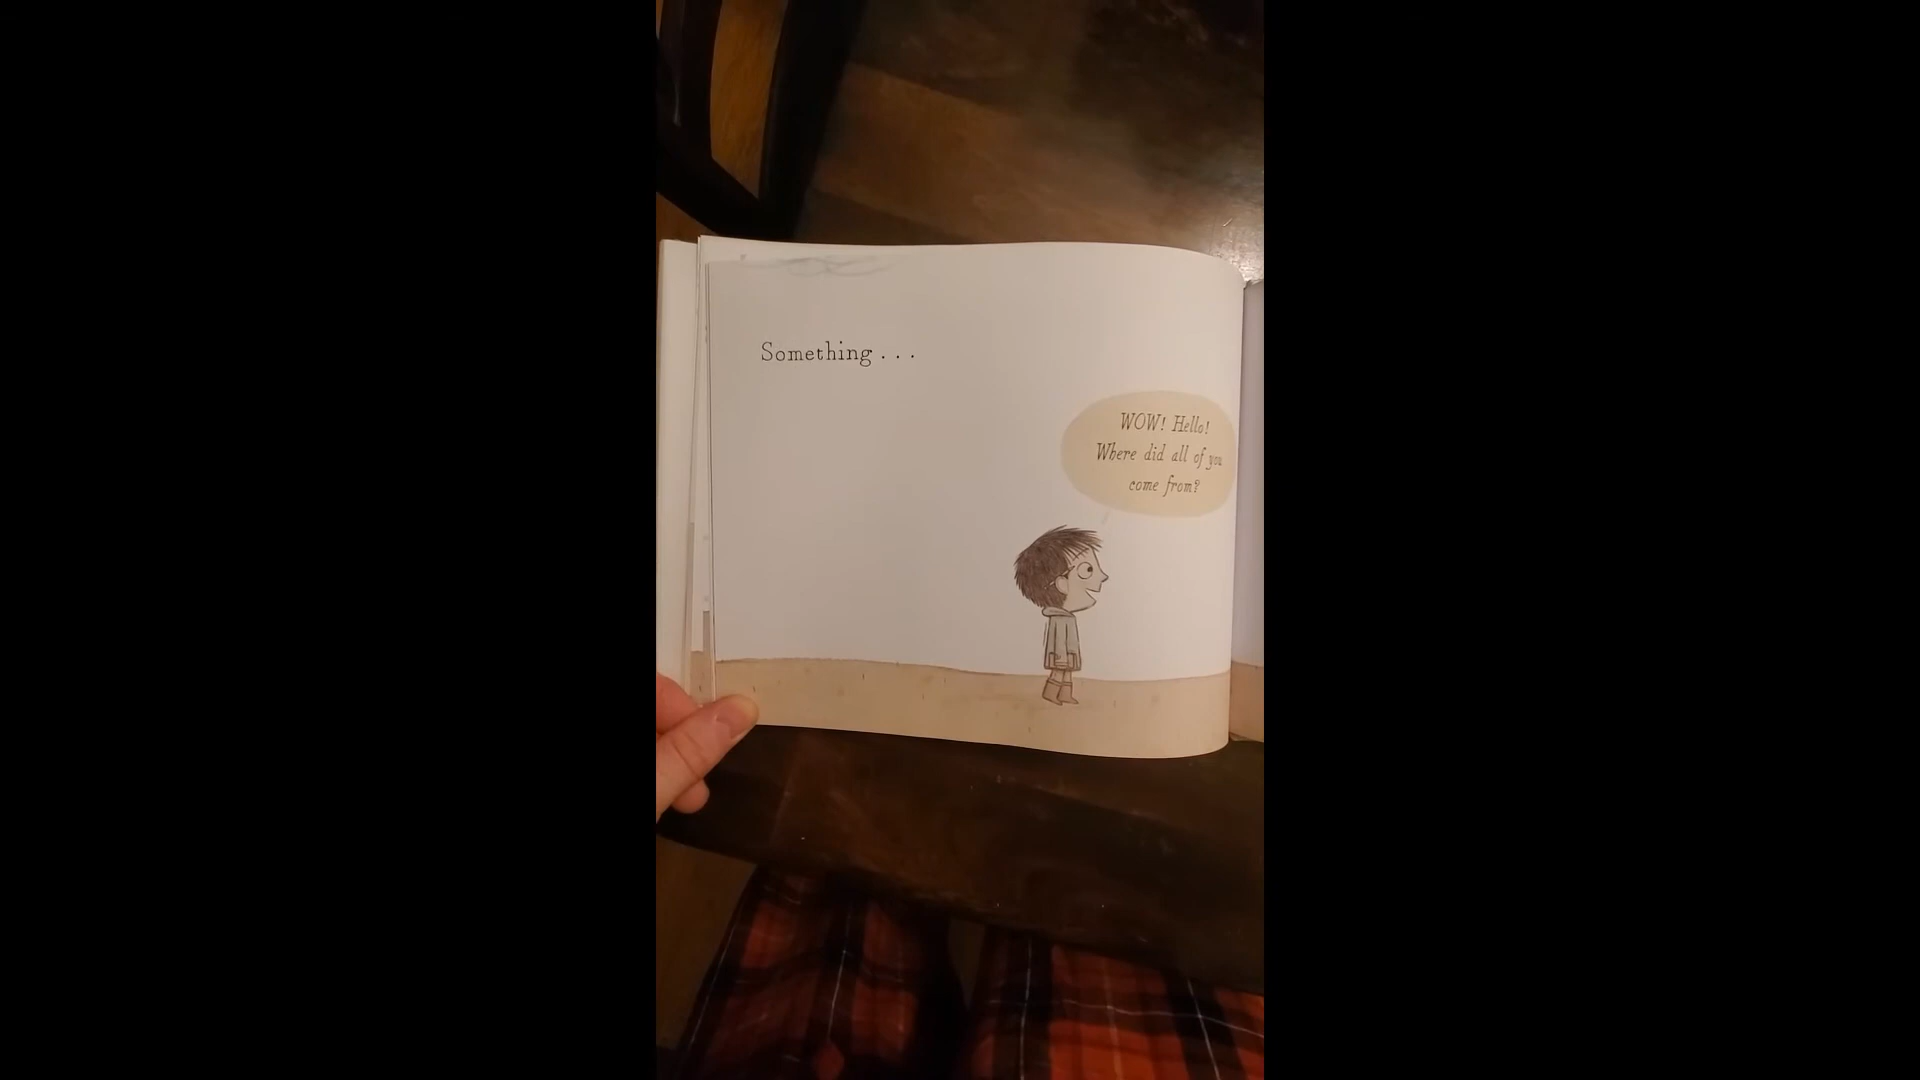 Something . . .
WOW! Hello!
Where did all of you
come from?